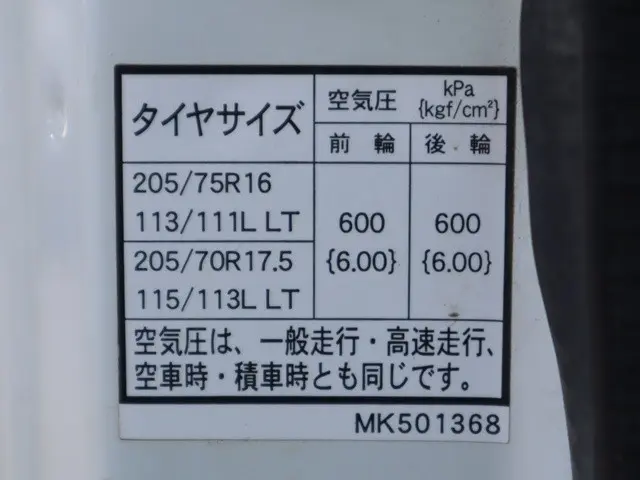 タイヤサイズ
空気圧 kPa {kgf/cm²}
前輪 後輪
205/75R16
113/111L LT 600 600
205/70R17.5 {6.00} {6.00}
115/113L LT
空気圧は、一般走行・高速走行、
空車時・積車時とも同じです。
MK501368